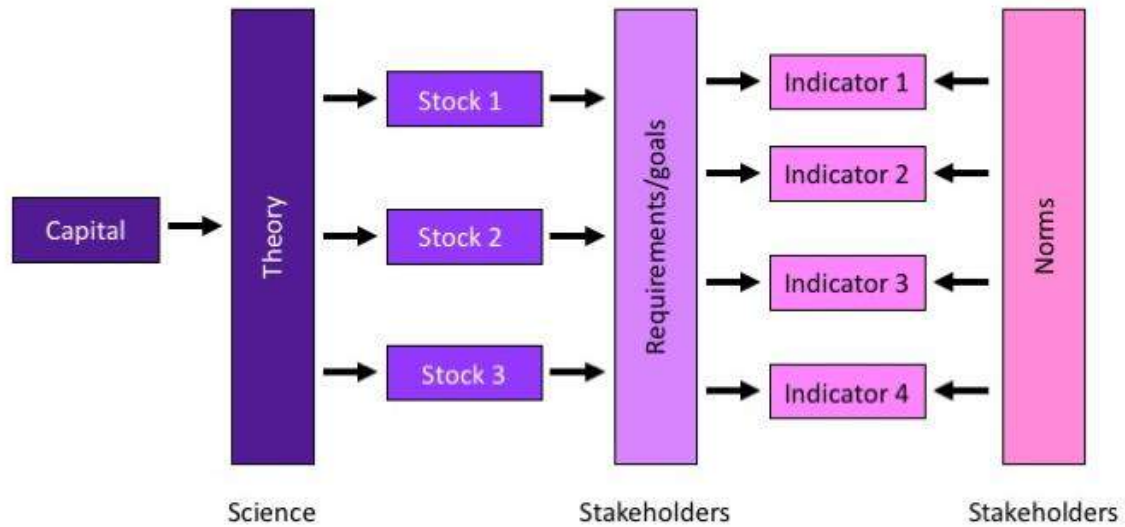 Capital
Theory
Stock 1
Stock 2
Stock 3
Requirements/goals
Indicator 1
Indicator 2
Indicator 3
Indicator 4
Norms
Science
Stakeholders
Stakeholders